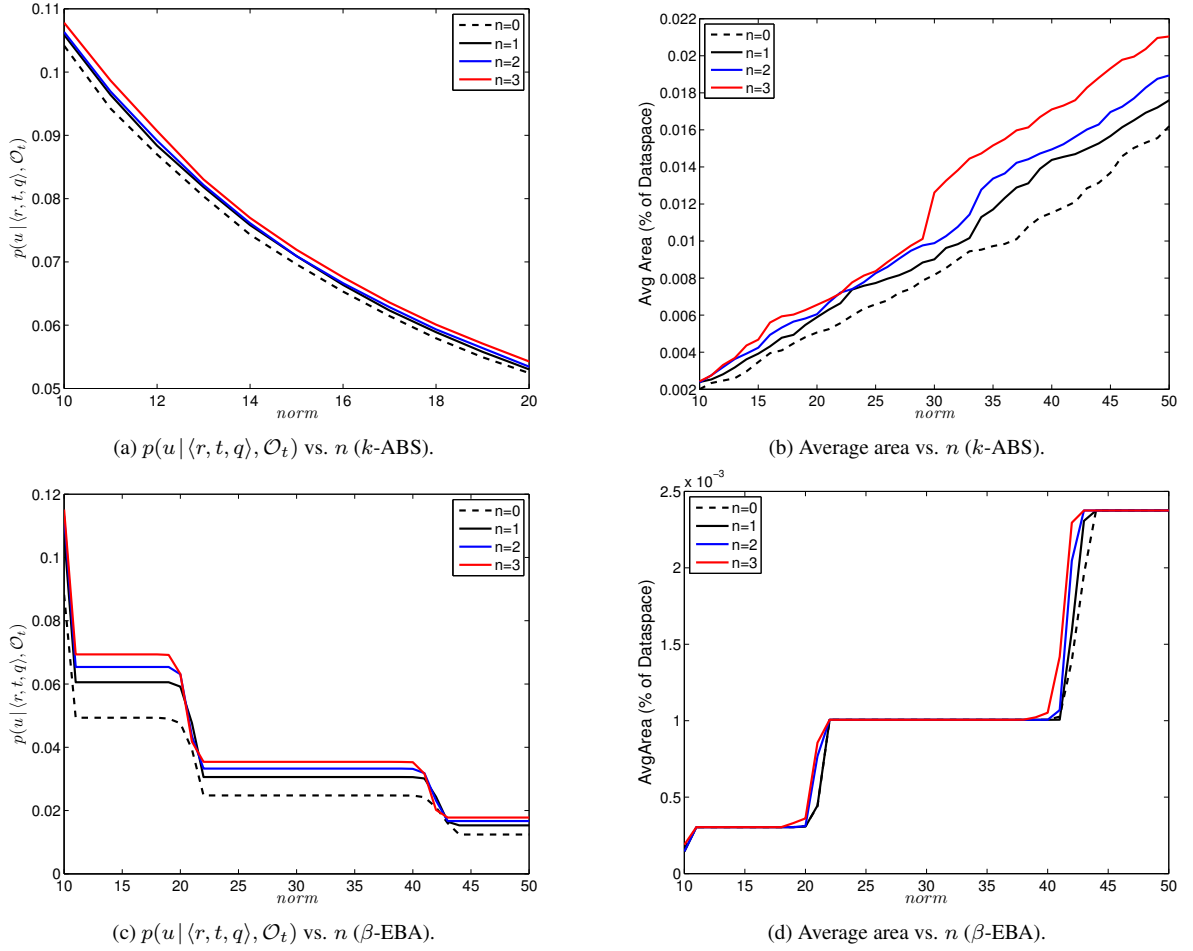 0.11
0.1
0.09
0.08
0.07
0.06
0.05
10 12 14 16 18 20
norm
p(u | ⟨r, t, q⟩, 𝒪t)
n=0
n=1
n=2
n=3
(a) p(u | ⟨r, t, q⟩, 𝒪t) vs. n (k-ABS).
0.022
0.02
0.018
0.016
0.014
0.012
0.01
0.008
0.006
0.004
0.002
10 15 20 25 30 35 40 45 50
norm
Avg Area (% of Dataspace)
n=0
n=1
n=2
n=3
(b) Average area vs. n (k-ABS).
0.12
0.1
0.08
0.06
0.04
0.02
0
10 15 20 25 30 35 40 45 50
norm
p(u | ⟨r, t, q⟩, 𝒪t)
n=0
n=1
n=2
n=3
(c) p(u | ⟨r, t, q⟩, 𝒪t) vs. n (β-EBA).
x 10⁻³
2.5
2
1.5
1
0.5
0
10 15 20 25 30 35 40 45 50
norm
AvgArea (% of Dataspace)
n=0
n=1
n=2
n=3
(d) Average area vs. n (β-EBA).